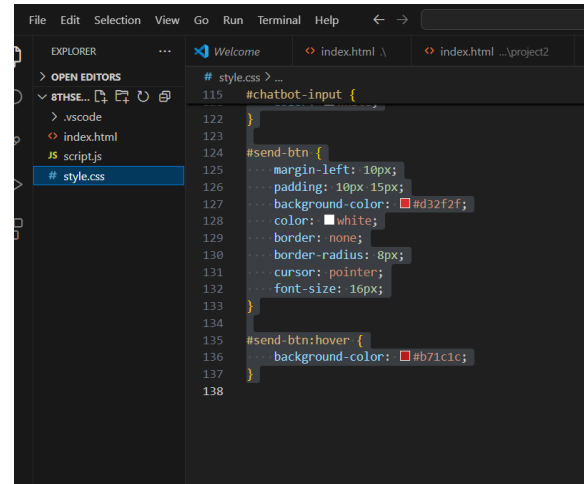 File Edit Selection View Go Run Terminal Help
EXPLORER
OPEN EDITORS
8THSE...
.vscode
index.html
JS script.js
# style.css
Welcome
index.html .\
index.html ...\project2
# style.css > ...
115 #chatbot-input {
122 }
123
124 #send-btn {
125 margin-left: 10px;
126 padding: 10px 15px;
127 background-color: #d32f2f;
128 color: white;
129 border: none;
130 border-radius: 8px;
131 cursor: pointer;
132 font-size: 16px;
133 }
134
135 #send-btn:hover {
136 background-color: #b71c1c;
137 }
138